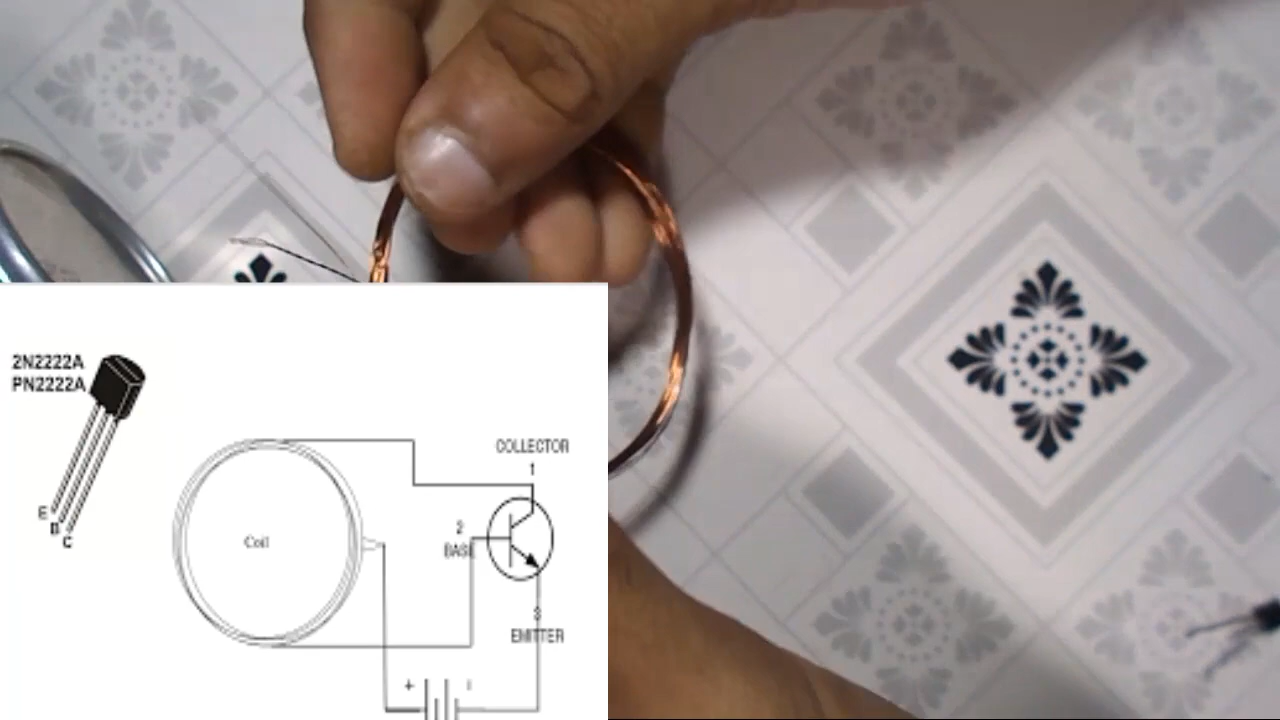 2N2222A
PN2222A
E
B
C
Coil
COLLECTOR
1
2
BASE
3
EMITTER
+